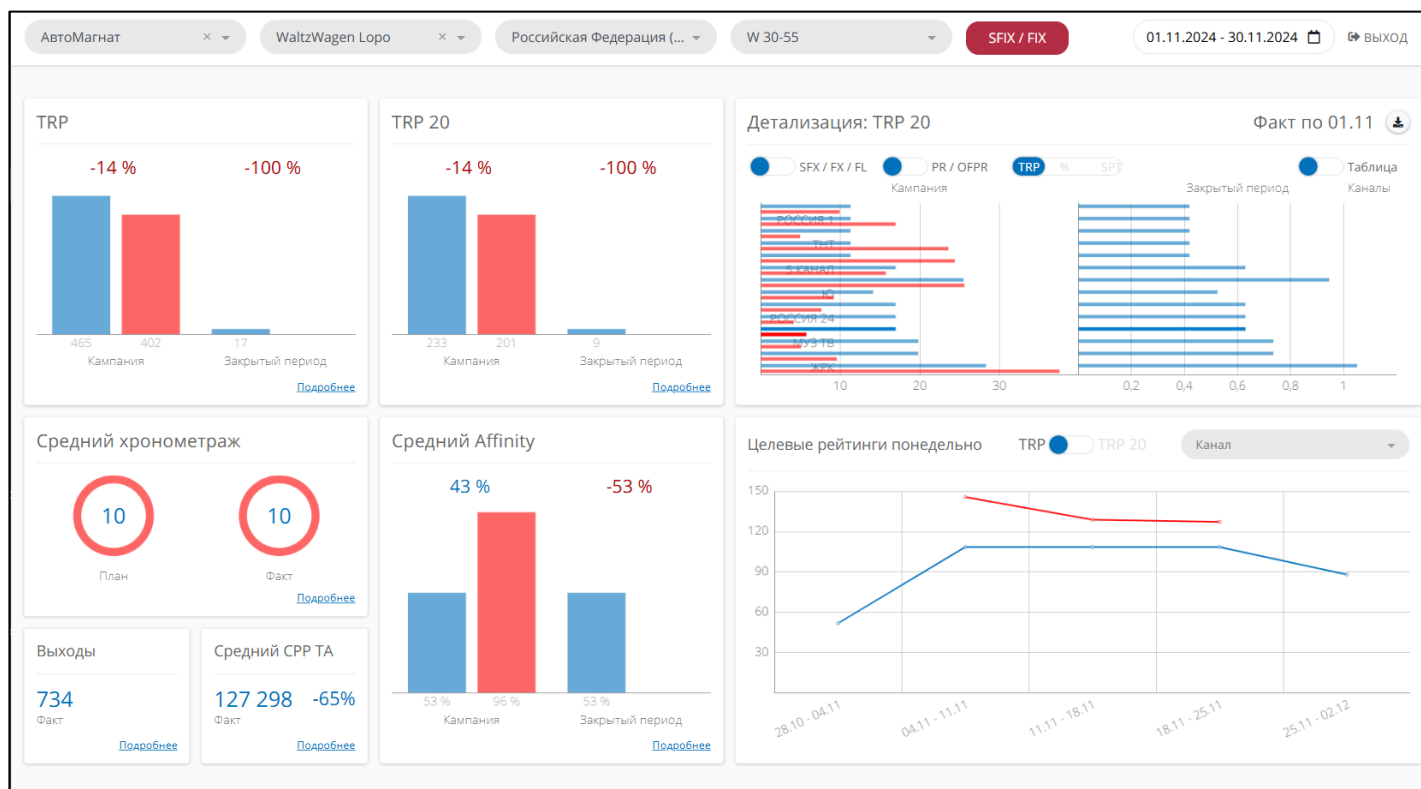 АвтоМагнат × WaltzWagen Lopo × Российская Федерация (... W 30-55 SFIX / FIX 01.11.2024 - 30.11.2024 ВЫХОД
TRP
-14 % -100 %
465 402 17
Кампания Закрытый период
Подробнее
TRP 20
-14 % -100 %
233 201 9
Кампания Закрытый период
Подробнее
Детализация: TRP 20 Факт по 01.11
SFX / FX / FL PR / OFPR TRP % SPT Таблица
Кампания Закрытый период Каналы
РОССИЯ 1
ТНТ
5 КАНАЛ
Ю
РОССИЯ 24
МУЗ ТВ
ЖРК
10 20 30 0,2 0,4 0,6 0,8 1
Средний хронометраж
10 10
План Факт
Подробнее
Выходы
734
Факт
Подробнее
Средний CPP ТА
127 298 -65%
Факт
Подробнее
Средний Affinity
43 % -53 %
53 % 96 % 53 %
Кампания Закрытый период
Подробнее
Целевые рейтинги понедельно TRP TRP 20 Канал
150
120
90
60
30
28.10 - 04.11 04.11 - 11.11 11.11 - 18.11 18.11 - 25.11 25.11 - 02.12